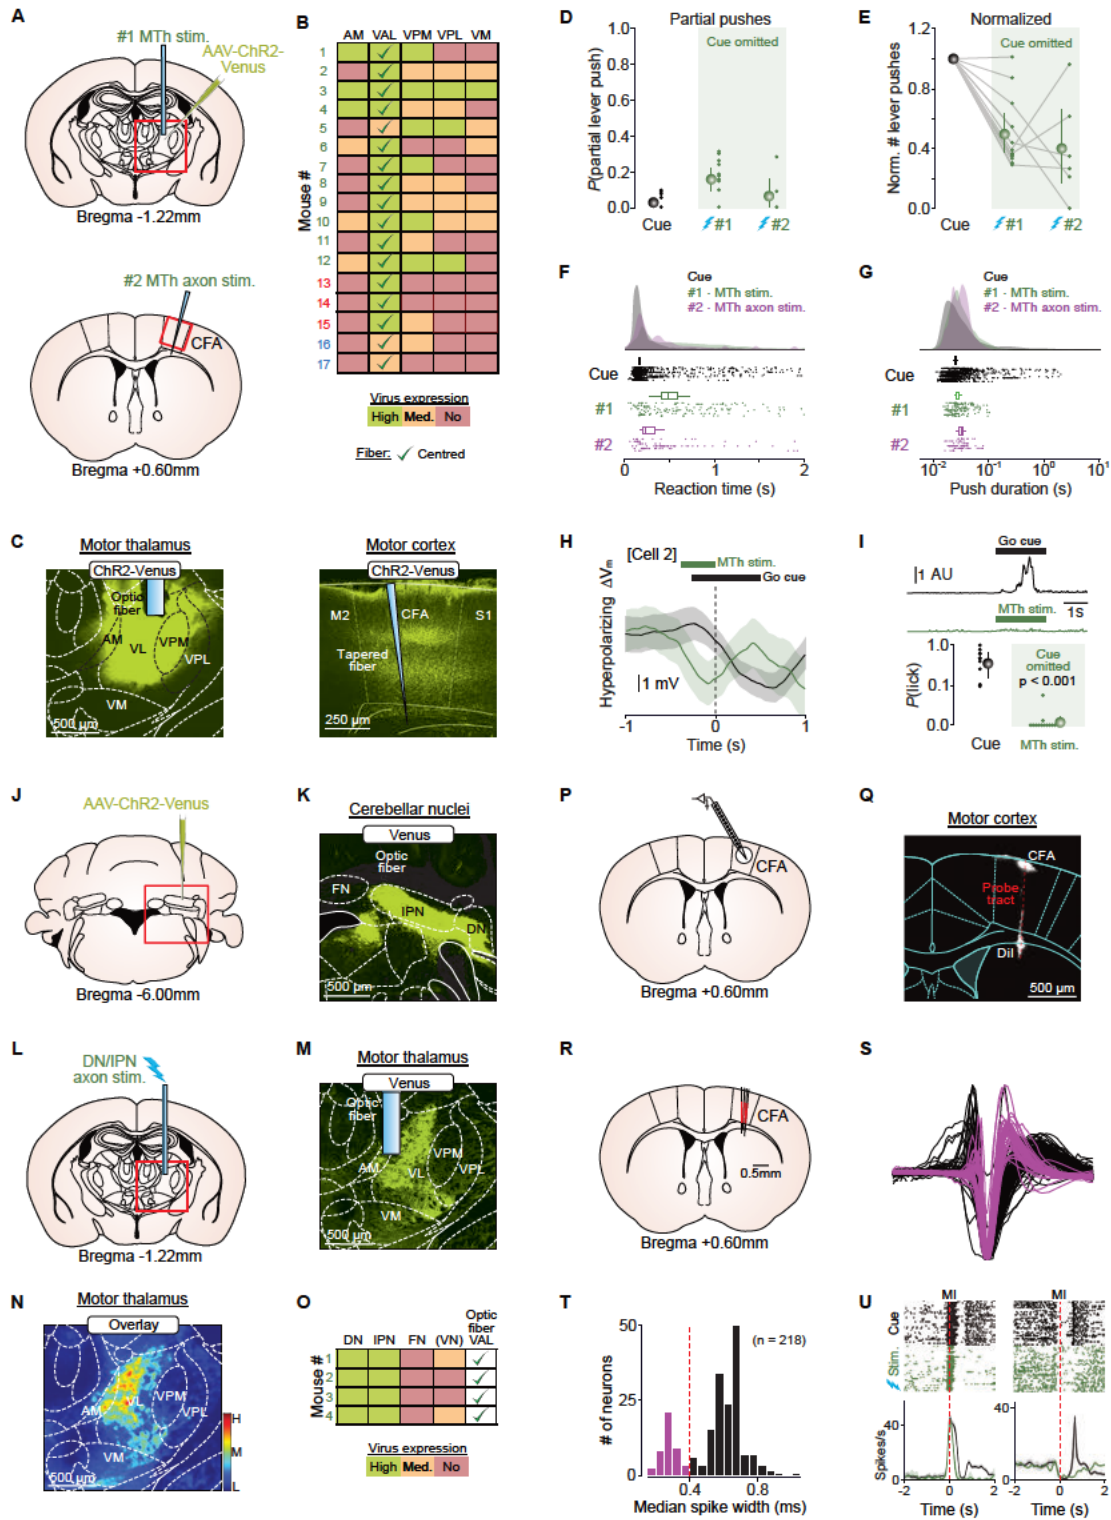 A
#1 MTh stim.
AAV-ChR2-
Venus
Bregma -1.22mm
#2 MTh axon stim.
CFA
Bregma +0.60mm
B
AM VAL VPM VPL VM
Mouse #
1
2
3
4
5
6
7
8
9
10
11
12
13
14
15
16
17
Virus expression
High Med. No
Fiber: ✓ Centred
C
Motor thalamus
ChR2-Venus
Optic
fiber
AM
VL
VPM
VPL
VM
500 µm
Motor cortex
ChR2-Venus
M2
CFA
S1
Tapered
fiber
250 µm
D
Partial pushes
Cue omitted
P(partial lever push)
1.0
0.8
0.6
0.4
0.2
0.0
Cue
#1
#2
E
Normalized
Cue omitted
Norm. # lever pushes
1.2
0.9
0.6
0.3
0.0
Cue
#1
#2
F
Cue
#1 - MTh stim.
#2 - MTh axon stim.
Cue
#1
#2
0 1 2
Reaction time (s)
G
Cue
#1 - MTh stim.
#2 - MTh axon stim.
Cue
#1
#2
10-2 10-1 100 101
Push duration (s)
H
[Cell 2]
MTh stim.
Go cue
Hyperpolarizing ΔVm
1 mV
-1 0 1
Time (s)
I
Go cue
1 AU
1s
MTh stim.
P(lick)
1.0
0.1
0.0
Cue
omitted
p < 0.001
Cue
MTh stim.
J
AAV-ChR2-Venus
Bregma -6.00mm
K
Cerebellar nuclei
Venus
Optic
fiber
FN
IPN
DN
500 µm
L
DN/IPN
axon stim.
Bregma -1.22mm
M
Motor thalamus
Venus
Optic
fiber
AM
VL
VPM
VPL
VM
500 µm
N
Motor thalamus
Overlay
AM
VL
VPM
VPL
VM
500 µm
H
M
L
O
DN IPN FN (VN)
Optic
fiber
VAL
Mouse #
1
2
3
4
Virus expression
High Med. No
P
CFA
Bregma +0.60mm
Q
Motor cortex
CFA
Probe
tract
DiI
500 µm
R
CFA
0.5mm
Bregma +0.60mm
S
T
# of neurons
50
25
0
(n = 218)
0.4 0.8
Median spike width (ms)
U
MI
MI
Cue
Stim.
Spikes/s
40
0
40
0
-2 0 2
-2 0 2
Time (s)
Time (s)